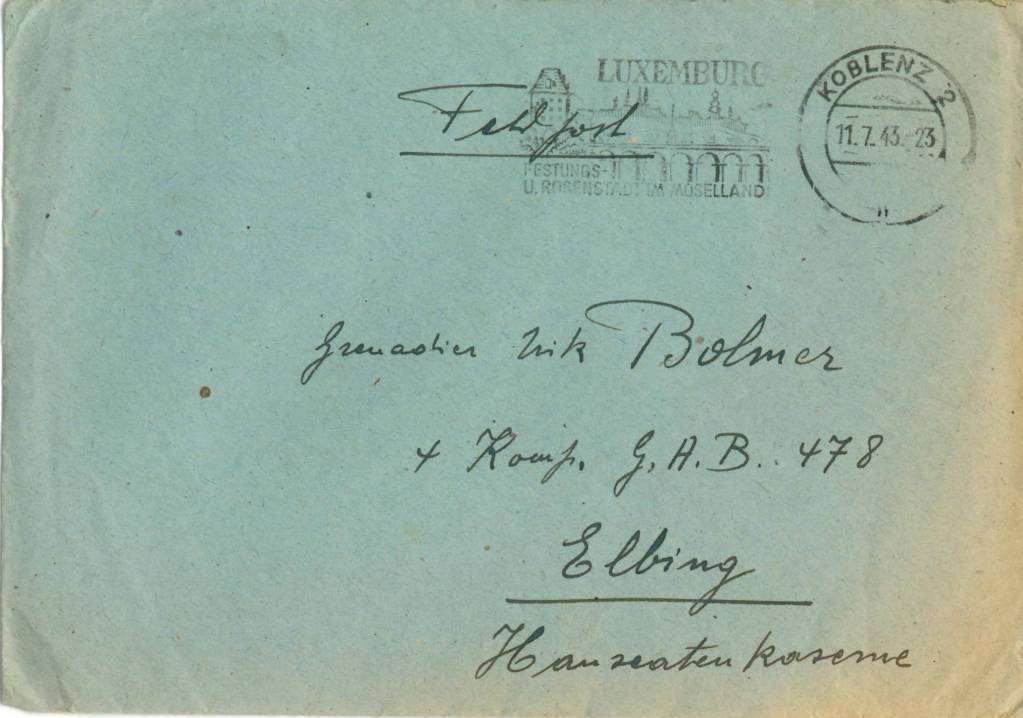 LUXEMBURG
KOBLENZ 2
Feldpost
11.7.43.-23
FESTUNGS-
U. ROSENSTADT IM MOSELLAND
n
Grenadier Nik Bolmer
4 Komp. G.A.B. 478
Elbing
Hanseatenkaserne